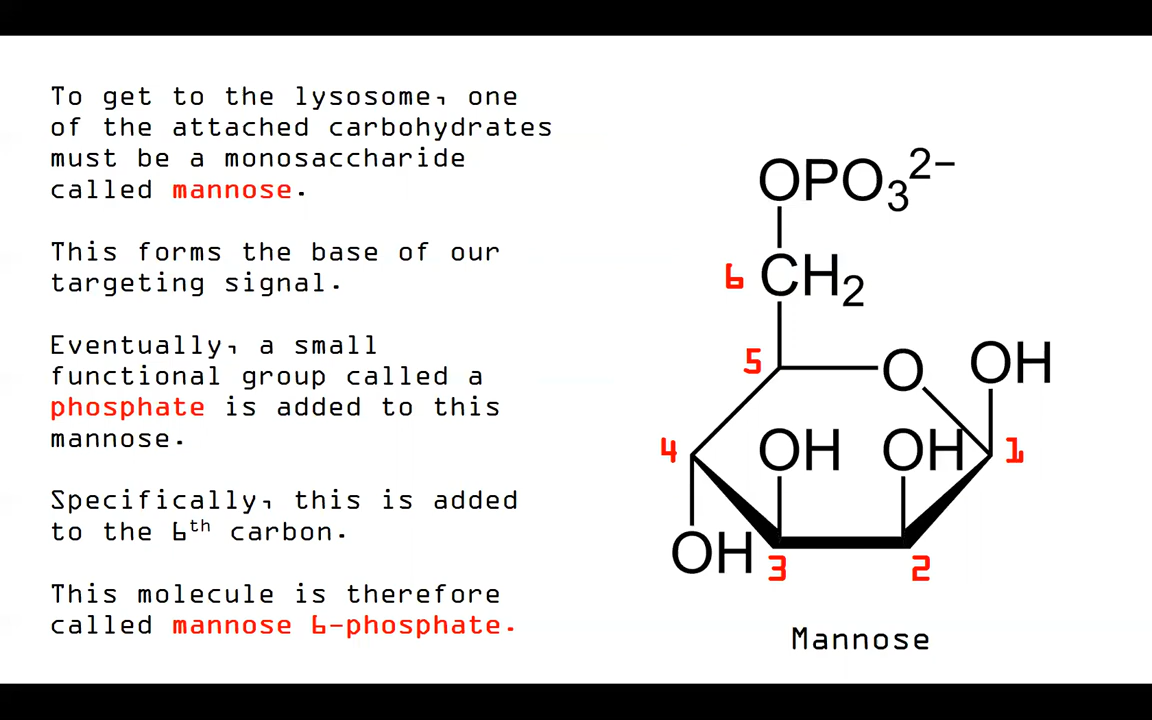 To get to the lysosome, one
of the attached carbohydrates
must be a monosaccharide
called mannose.
This forms the base of our
targeting signal.
Eventually, a small
functional group called a
phosphate is added to this
mannose.
Specifically, this is added
to the 6th carbon.
This molecule is therefore
called mannose 6-phosphate.
OPO₃²⁻
6 CH₂
5 O OH
4 OH OH 1
OH 3 2
Mannose